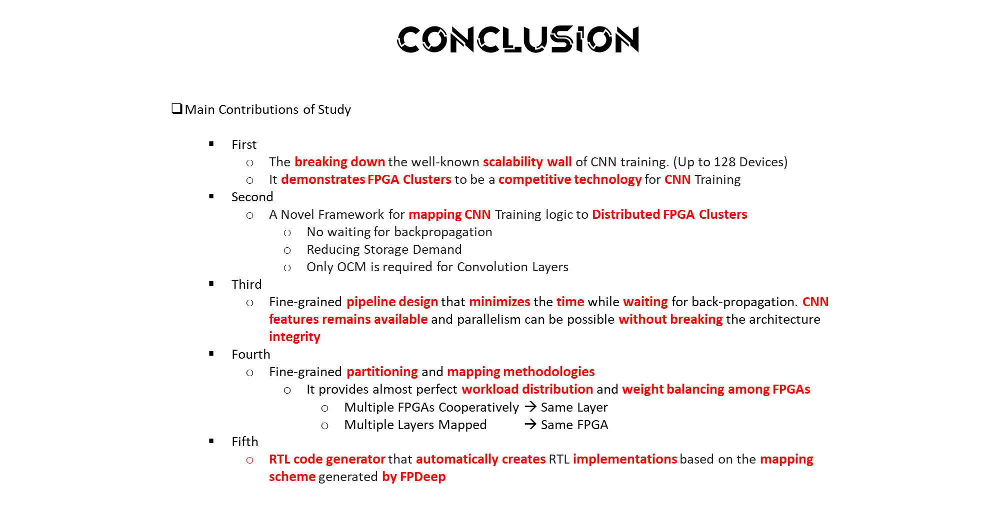 CONCLUSION
❑Main Contributions of Study
▪ First
o The breaking down the well-known scalability wall of CNN training. (Up to 128 Devices)
o It demonstrates FPGA Clusters to be a competitive technology for CNN Training
▪ Second
o A Novel Framework for mapping CNN Training logic to Distributed FPGA Clusters
o No waiting for backpropagation
o Reducing Storage Demand
o Only OCM is required for Convolution Layers
▪ Third
o Fine-grained pipeline design that minimizes the time while waiting for back-propagation. CNN
features remains available and parallelism can be possible without breaking the architecture
integrity
▪ Fourth
o Fine-grained partitioning and mapping methodologies
o It provides almost perfect workload distribution and weight balancing among FPGAs
o Multiple FPGAs Cooperatively → Same Layer
o Multiple Layers Mapped → Same FPGA
▪ Fifth
o RTL code generator that automatically creates RTL implementations based on the mapping
scheme generated by FPDeep